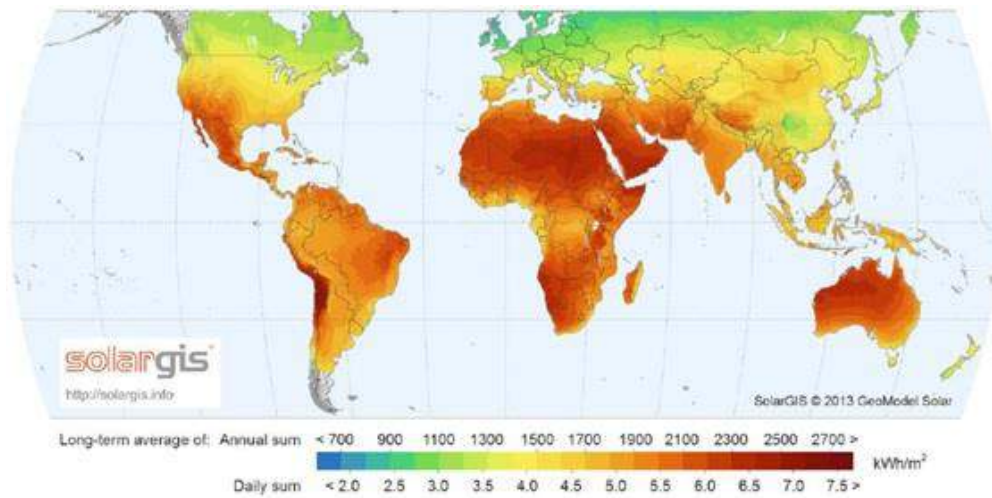 solargis
http://solargis.info
SolarGIS © 2013 GeoModel Solar
Long-term average of: Annual sum < 700 900 1100 1300 1500 1700 1900 2100 2300 2500 2700 > kWh/m²
Daily sum < 2.0 2.5 3.0 3.5 4.0 4.5 5.0 5.5 6.0 6.5 7.0 7.5 >